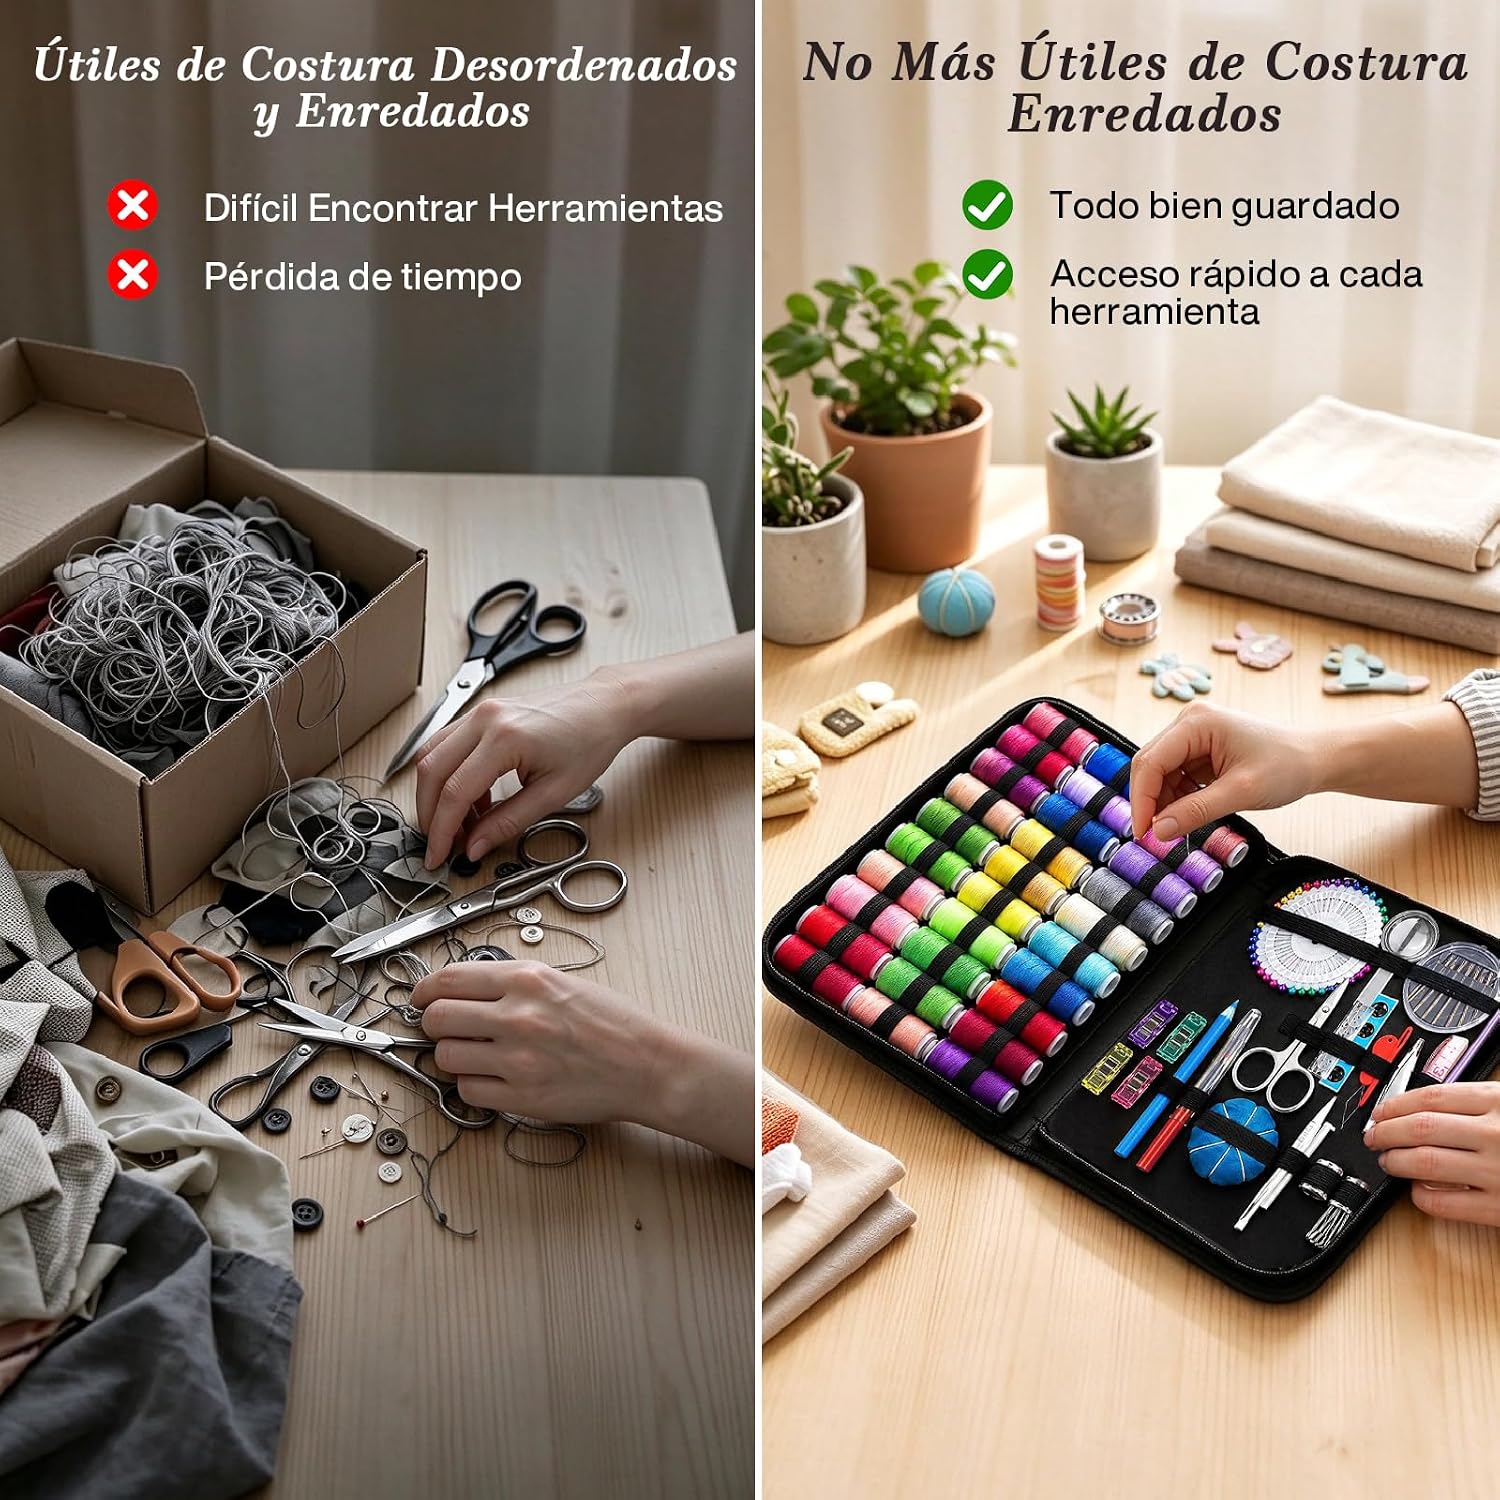 Útiles de Costura Desordenados
y Enredados
Difícil Encontrar Herramientas
Pérdida de tiempo
No Más Útiles de Costura
Enredados
Todo bien guardado
Acceso rápido a cada
herramienta